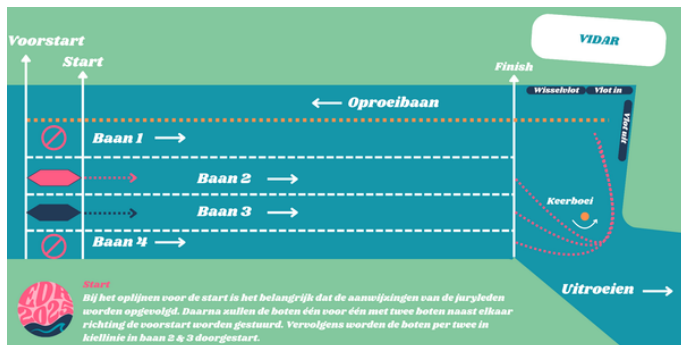 Voorstart
Start
VIDAR
Finish
Wisselvlot
Vlot in
Vlot uit
Oproeibaan
Baan 1
Baan 2
Baan 3
Baan 4
Keerboei
Uitroeien
EDR
2025
Start
Bij het oplijnen voor de start is het belangrijk dat de aanwijzingen van de juryleden
worden opgevolgd. Daarna zullen de boten één voor één met twee boten naast elkaar
richting de voorstart worden gestuurd. Vervolgens worden de boten per twee in
kiellinie in baan 2 & 3 doorgestart.